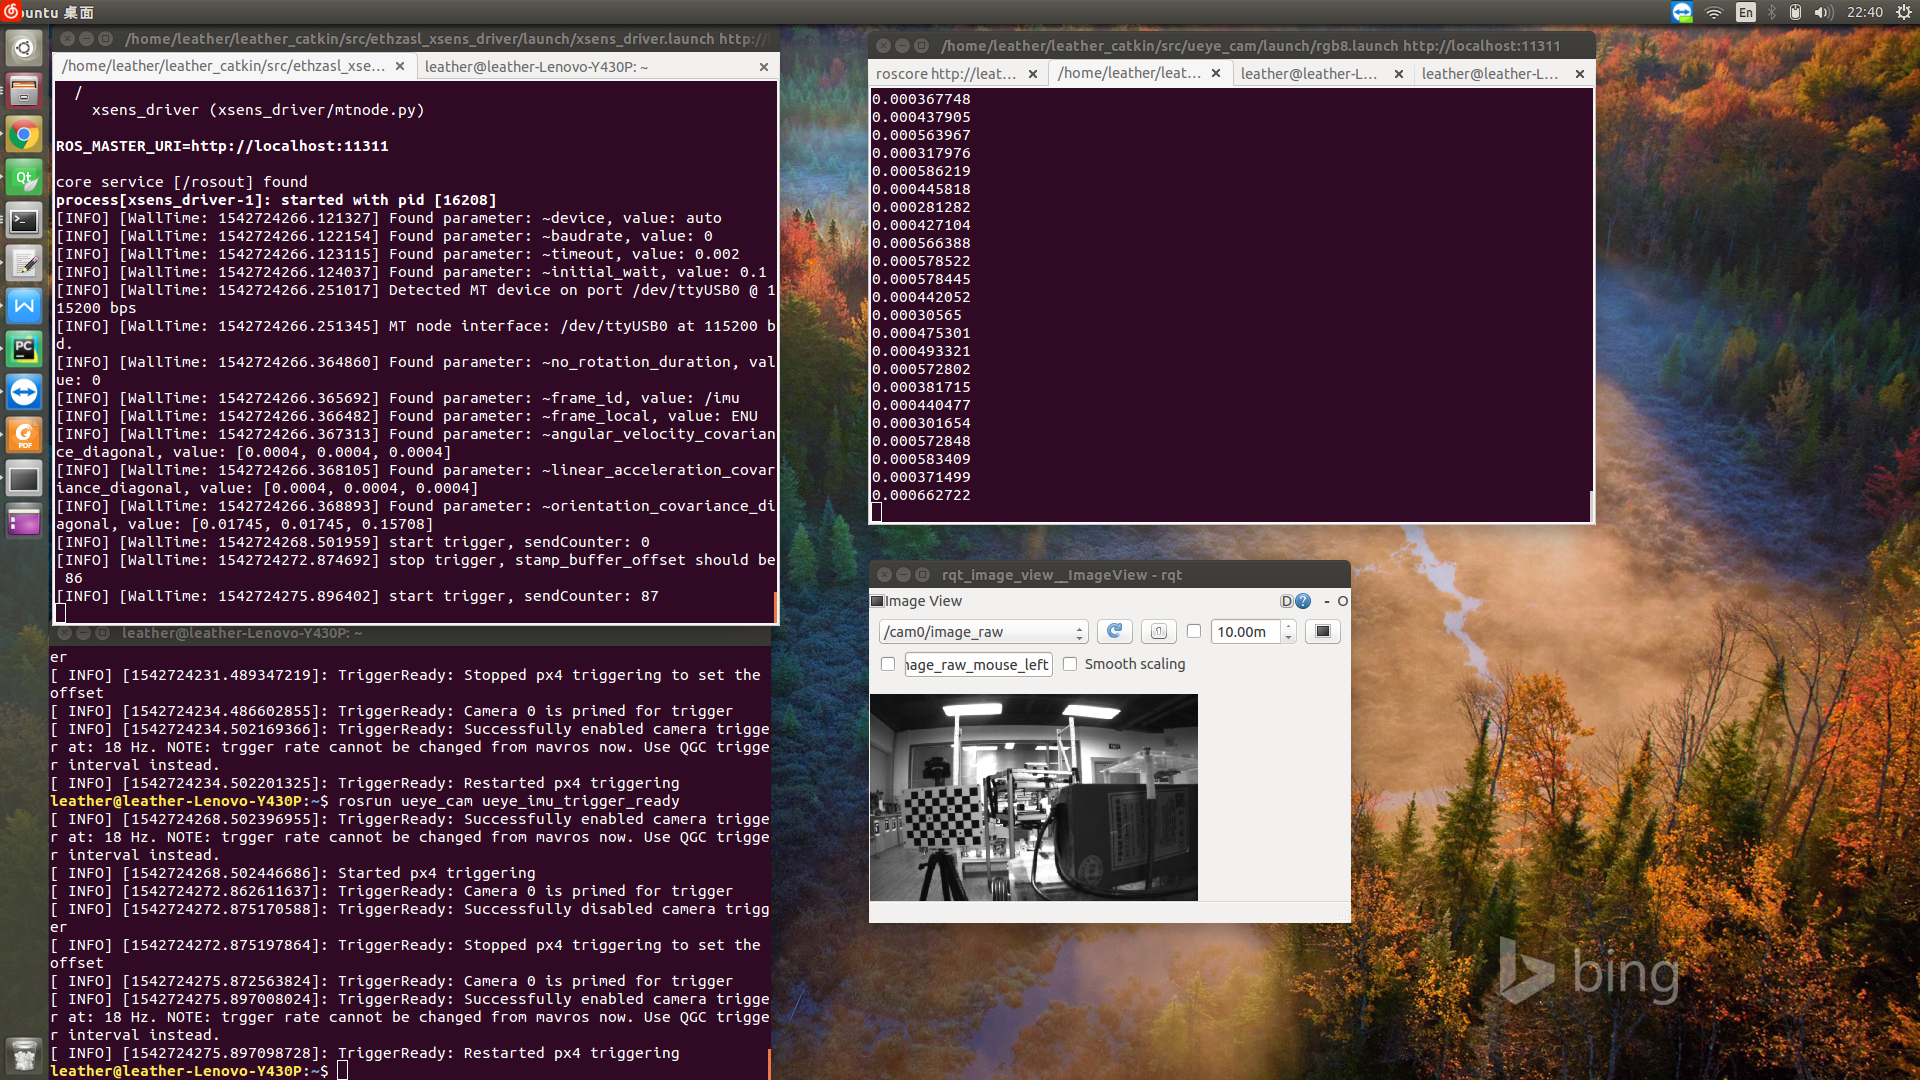 ubuntu 桌面
En
22:40
/home/leather/leather_catkin/src/ethzasl_xsens_driver/launch/xsens_driver.launch http:/
/home/leather/leather_catkin/src/ethzasl_xse...
leather@leather-Lenovo-Y430P: ~
/
xsens_driver (xsens_driver/mtnode.py)
ROS_MASTER_URI=http://localhost:11311
core service [/rosout] found
process[xsens_driver-1]: started with pid [16208]
[INFO] [WallTime: 1542724266.121327] Found parameter: ~device, value: auto
[INFO] [WallTime: 1542724266.122154] Found parameter: ~baudrate, value: 0
[INFO] [WallTime: 1542724266.123115] Found parameter: ~timeout, value: 0.002
[INFO] [WallTime: 1542724266.124037] Found parameter: ~initial_wait, value: 0.1
[INFO] [WallTime: 1542724266.251017] Detected MT device on port /dev/ttyUSB0 @ 1
15200 bps
[INFO] [WallTime: 1542724266.251345] MT node interface: /dev/ttyUSB0 at 115200 b
d.
[INFO] [WallTime: 1542724266.364860] Found parameter: ~no_rotation_duration, val
ue: 0
[INFO] [WallTime: 1542724266.365692] Found parameter: ~frame_id, value: /imu
[INFO] [WallTime: 1542724266.366482] Found parameter: ~frame_local, value: ENU
[INFO] [WallTime: 1542724266.367313] Found parameter: ~angular_velocity_covarian
ce_diagonal, value: [0.0004, 0.0004, 0.0004]
[INFO] [WallTime: 1542724266.368105] Found parameter: ~linear_acceleration_covar
iance_diagonal, value: [0.0004, 0.0004, 0.0004]
[INFO] [WallTime: 1542724266.368893] Found parameter: ~orientation_covariance_di
agonal, value: [0.01745, 0.01745, 0.15708]
[INFO] [WallTime: 1542724268.501959] start trigger, sendCounter: 0
[INFO] [WallTime: 1542724272.874692] stop trigger, stamp_buffer_offset should be
86
[INFO] [WallTime: 1542724275.896402] start trigger, sendCounter: 87
leather@leather-Lenovo-Y430P: ~
er
[ INFO] [1542724231.489347219]: TriggerReady: Stopped px4 triggering to set the
offset
[ INFO] [1542724234.486602855]: TriggerReady: Camera 0 is primed for trigger
[ INFO] [1542724234.502169366]: TriggerReady: Successfully enabled camera trigge
r at: 18 Hz. NOTE: trgger rate cannot be changed from mavros now. Use QGC trigge
r interval instead.
[ INFO] [1542724234.502201325]: TriggerReady: Restarted px4 triggering
leather@leather-Lenovo-Y430P:~$ rosrun ueye_cam ueye_imu_trigger_ready
[ INFO] [1542724268.502396955]: TriggerReady: Successfully enabled camera trigge
r at: 18 Hz. NOTE: trgger rate cannot be changed from mavros now. Use QGC trigge
r interval instead.
[ INFO] [1542724268.502446686]: Started px4 triggering
[ INFO] [1542724272.862611637]: TriggerReady: Camera 0 is primed for trigger
[ INFO] [1542724272.875170588]: TriggerReady: Successfully disabled camera trigg
er
[ INFO] [1542724272.875197864]: TriggerReady: Stopped px4 triggering to set the
offset
[ INFO] [1542724275.872563824]: TriggerReady: Camera 0 is primed for trigger
[ INFO] [1542724275.897008024]: TriggerReady: Successfully enabled camera trigge
r at: 18 Hz. NOTE: trgger rate cannot be changed from mavros now. Use QGC trigge
r interval instead.
[ INFO] [1542724275.897098728]: TriggerReady: Restarted px4 triggering
leather@leather-Lenovo-Y430P:~$
/home/leather/leather_catkin/src/ueye_cam/launch/rgb8.launch http://localhost:11311
roscore http://leat...
/home/leather/leat...
leather@leather-L...
leather@leather-L...
0.000367748
0.000437905
0.000563967
0.000317976
0.000586219
0.000445818
0.000281282
0.000427104
0.000566388
0.000578522
0.000578445
0.000442052
0.00030565
0.000475301
0.000493321
0.000572802
0.000381715
0.000440477
0.000301654
0.000572848
0.000583409
0.000371499
0.000662722
rqt_image_view__ImageView - rqt
Image View
D ? - O
/cam0/image_raw
10.00m
age_raw_mouse_left
Smooth scaling
Qt
W
PC
PDF
bing